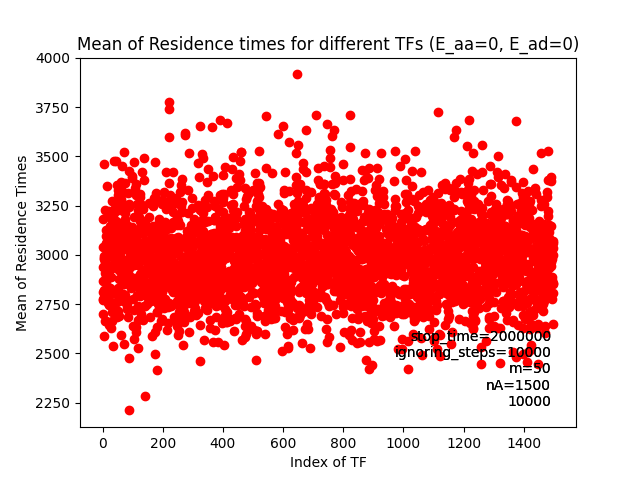 Mean of Residence times for different TFs (E_aa=0, E_ad=0)
Mean of Residence Times
4000
3750
3500
3250
3000
2750
2500
2250
stop_time=2000000
ignoring_steps=10000
m=50
nA=1500
10000
0 200 400 600 800 1000 1200 1400
Index of TF